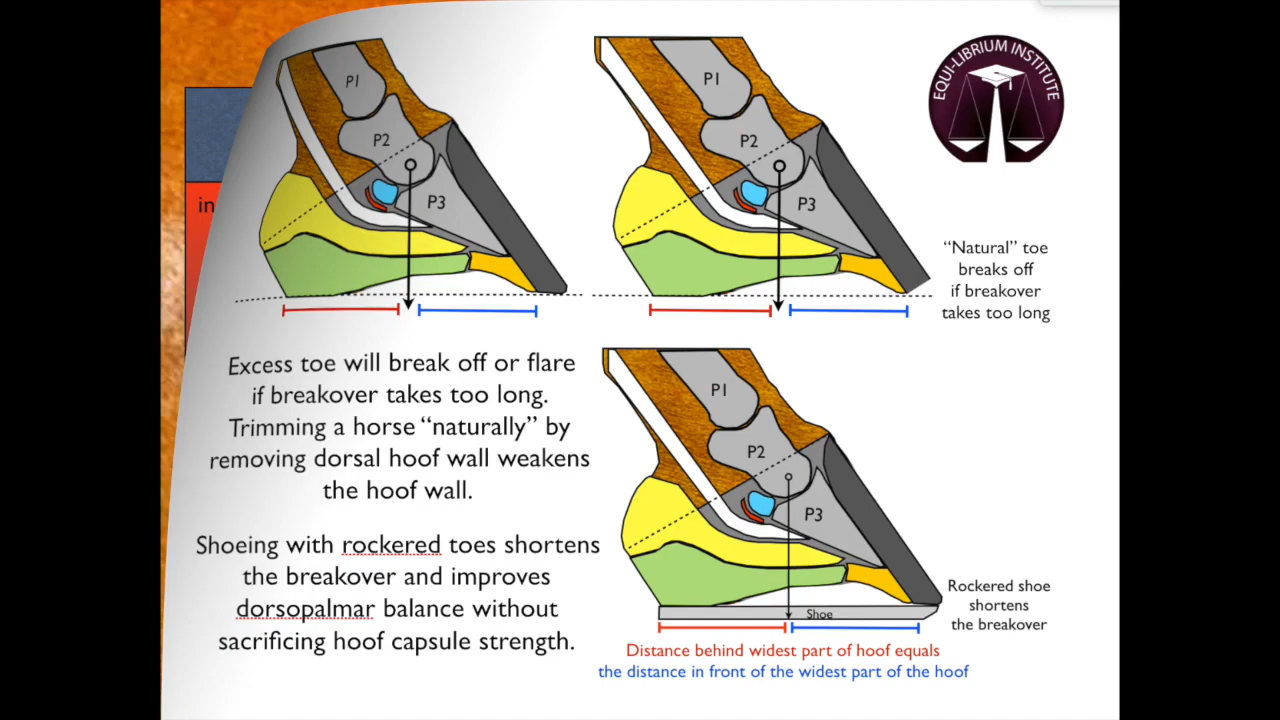 EQUI-LIBRIUM INSTITUTE
in
P1
P2
P3
P1
P2
P3
"Natural" toe
breaks off
if breakover
takes too long
Excess toe will break off or flare
if breakover takes too long.
Trimming a horse "naturally" by
removing dorsal hoof wall weakens
the hoof wall.
Shoeing with rockered toes shortens
the breakover and improves
dorsopalmar balance without
sacrificing hoof capsule strength.
P1
P2
P3
Shoe
Rockered shoe
shortens
the breakover
Distance behind widest part of hoof equals
the distance in front of the widest part of the hoof